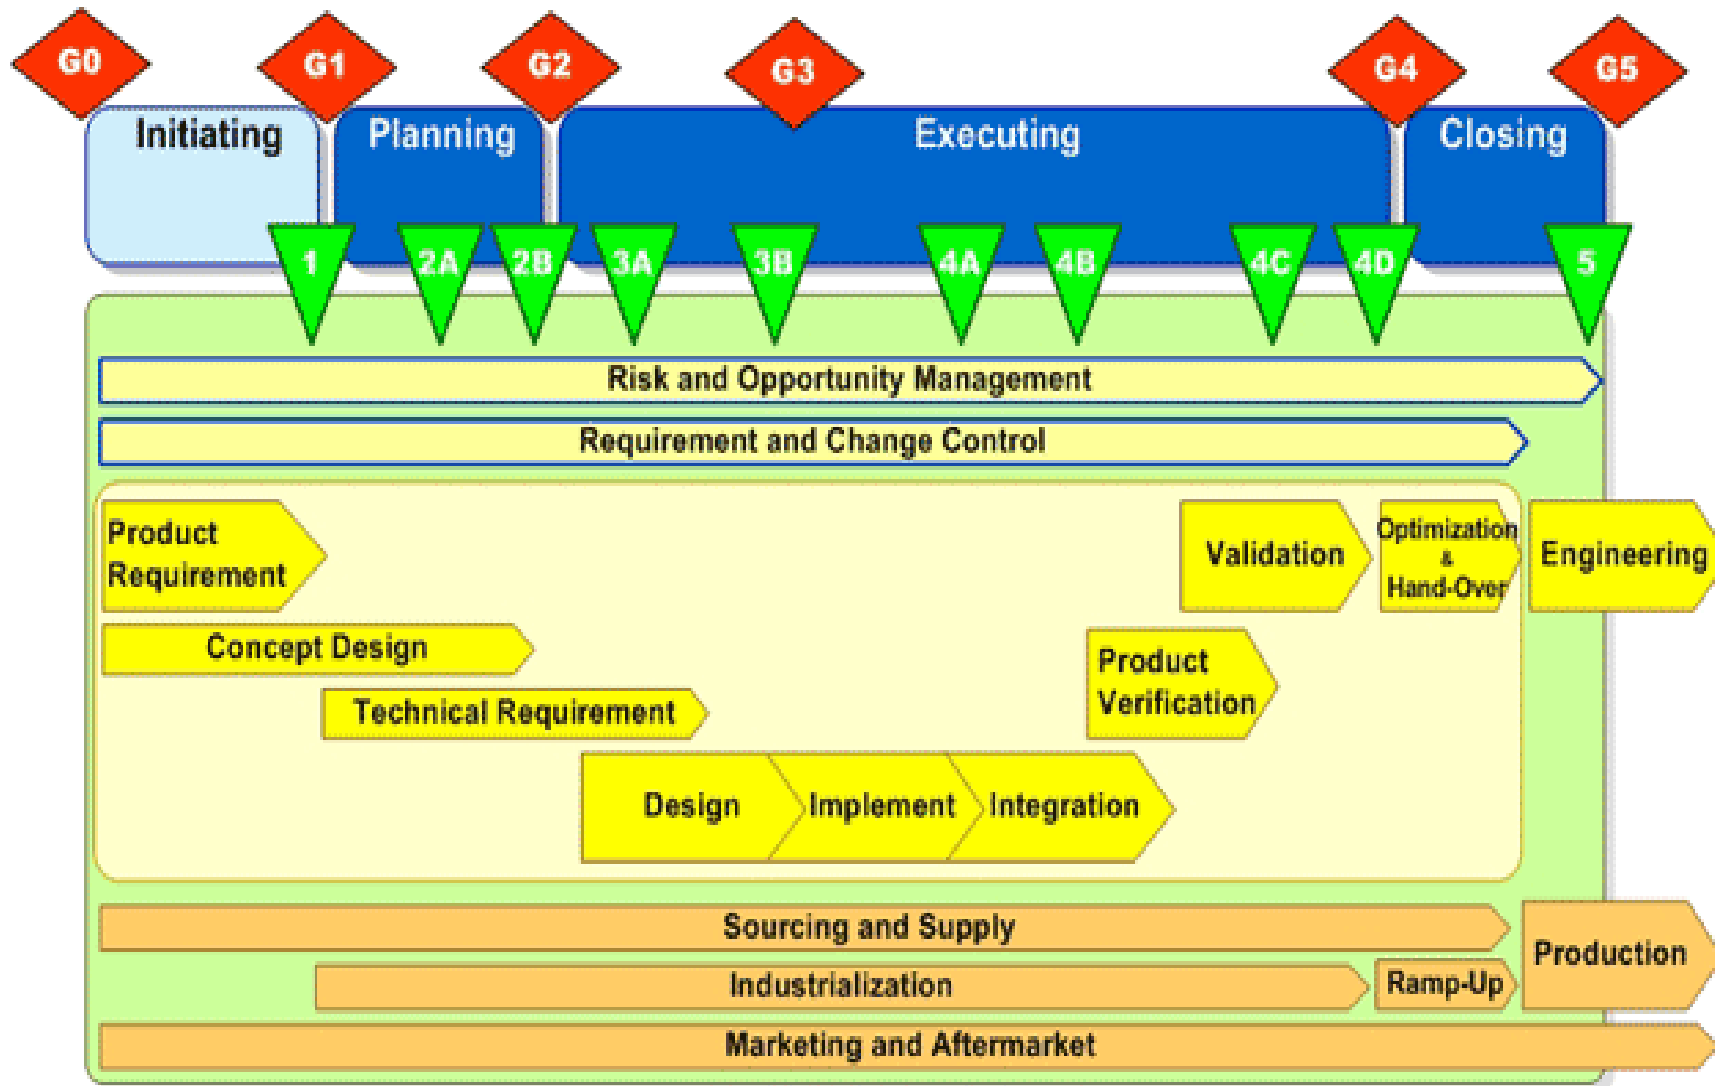 G0
G1
G2
G3
G4
G5
Initiating
Planning
Executing
Closing
1
2A
2B
3A
3B
4A
4B
4C
4D
5
Risk and Opportunity Management
Requirement and Change Control
Product
Requirement
Validation
Optimization
&
Hand-Over
Engineering
Concept Design
Product
Verification
Technical Requirement
Design
Implement
Integration
Sourcing and Supply
Production
Industrialization
Ramp-Up
Marketing and Aftermarket